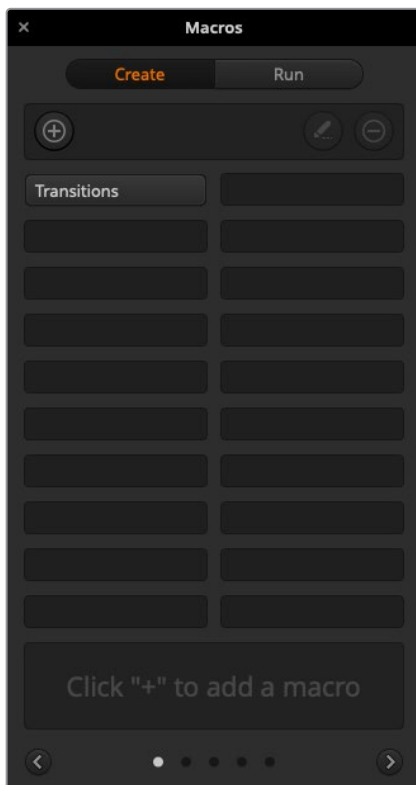 Macros
Create
Run
Transitions
Click "+" to add a macro